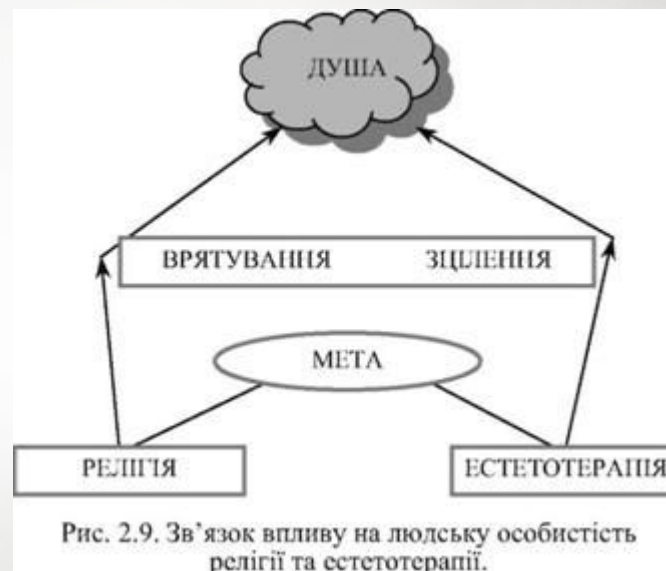 ДУША
ВРЯТУВАННЯ ЗЦІЛЕННЯ
МЕТА
РЕЛІГІЯ ЕСТЕТОТЕРАПІЯ
Рис. 2.9. Зв’язок впливу на людську особистість
релігії та естетотерапії.